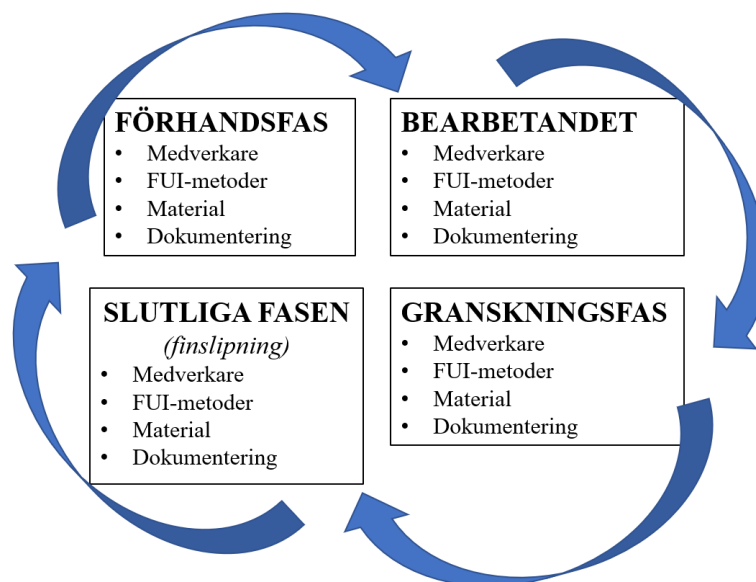 FÖRHANDSFAS
• Medverkare
• FUI-metoder
• Material
• Dokumentering
BEARBETANDET
• Medverkare
• FUI-metoder
• Material
• Dokumentering
SLUTLIGA FASEN
(finslipning)
• Medverkare
• FUI-metoder
• Material
• Dokumentering
GRANSKNINGSFAS
• Medverkare
• FUI-metoder
• Material
• Dokumentering